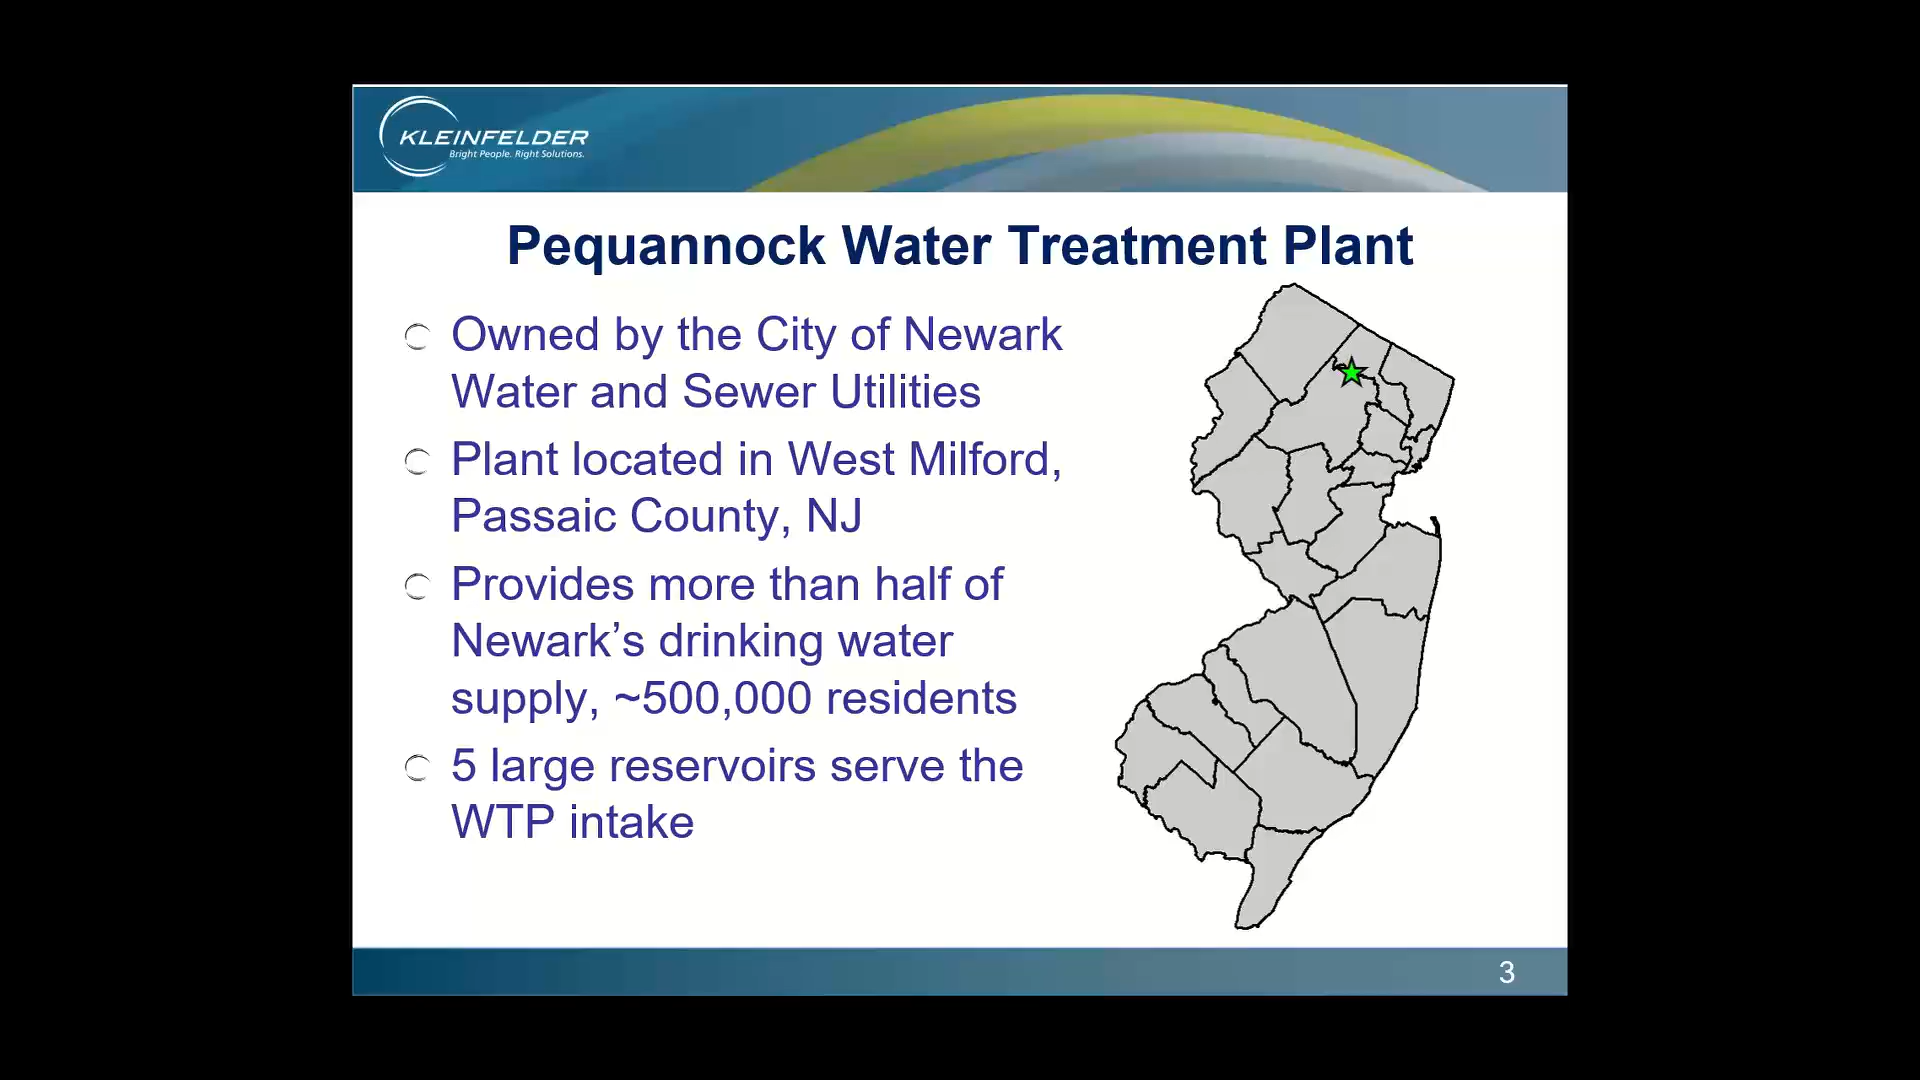 KLEINFELDER
Bright People. Right Solutions.
Pequannock Water Treatment Plant
Owned by the City of Newark
Water and Sewer Utilities
Plant located in West Milford,
Passaic County, NJ
Provides more than half of
Newark’s drinking water
supply, ~500,000 residents
5 large reservoirs serve the
WTP intake
3